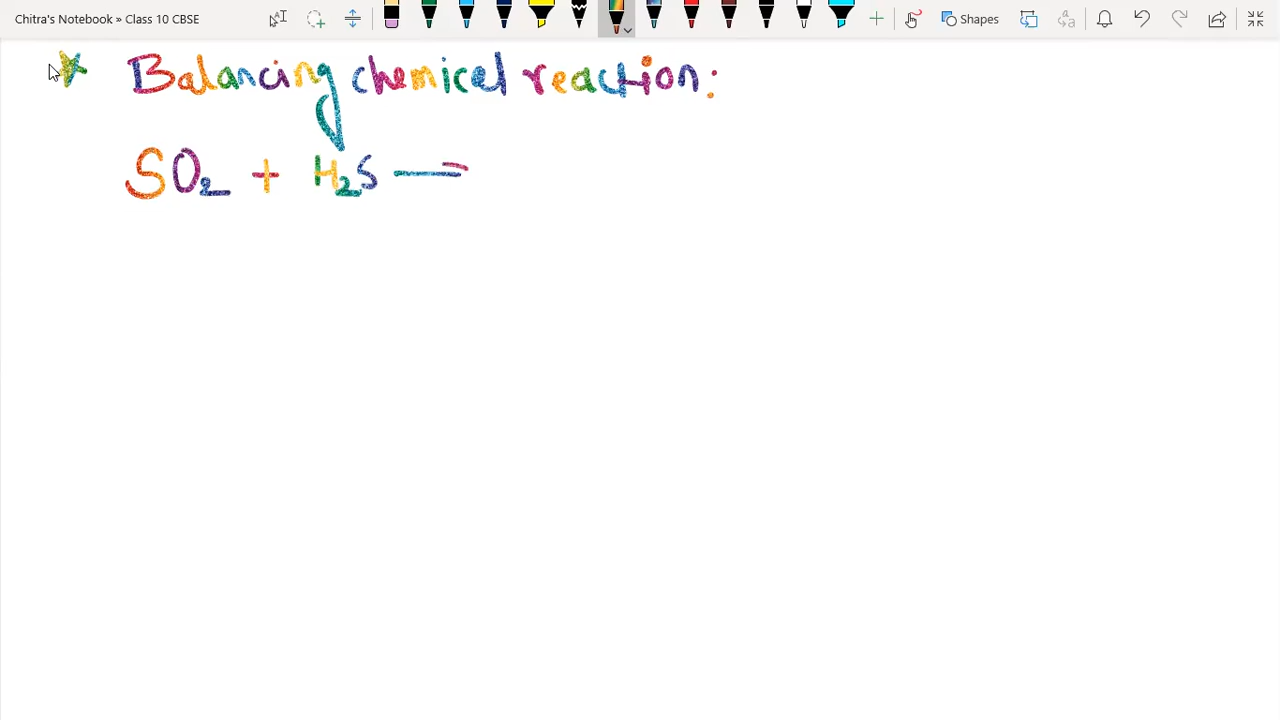 Chitra's Notebook » Class 10 CBSE
Shapes
Balancing chemical reaction:
SO₂ + H₂S —